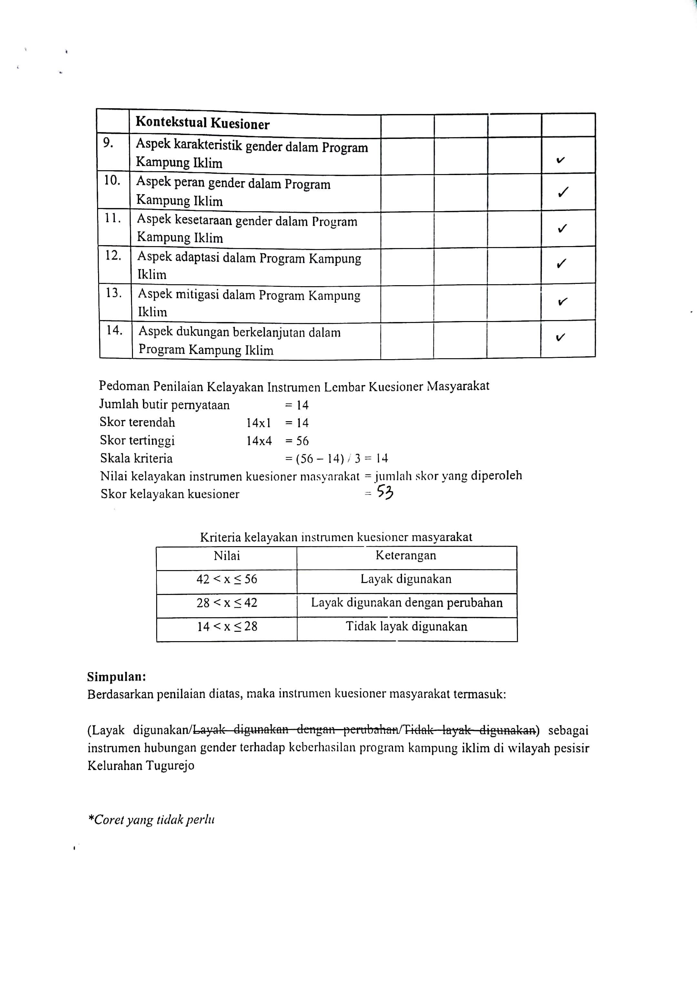 Kontekstual Kuesioner
9. Aspek karakteristik gender dalam Program
Kampung Iklim ✓
10. Aspek peran gender dalam Program
Kampung Iklim ✓
11. Aspek kesetaraan gender dalam Program
Kampung Iklim ✓
12. Aspek adaptasi dalam Program Kampung
Iklim ✓
13. Aspek mitigasi dalam Program Kampung
Iklim ✓
14. Aspek dukungan berkelanjutan dalam
Program Kampung Iklim ✓
Pedoman Penilaian Kelayakan Instrumen Lembar Kuesioner Masyarakat
Jumlah butir pernyataan = 14
Skor terendah 14x1 = 14
Skor tertinggi 14x4 = 56
Skala kriteria = (56 – 14) / 3 = 14
Nilai kelayakan instrumen kuesioner masyarakat = jumlah skor yang diperoleh
Skor kelayakan kuesioner = 53
Kriteria kelayakan instrumen kuesioner masyarakat
Nilai Keterangan
42 < x ≤ 56 Layak digunakan
28 < x ≤ 42 Layak digunakan dengan perubahan
14 < x ≤ 28 Tidak layak digunakan
Simpulan:
Berdasarkan penilaian diatas, maka instrumen kuesioner masyarakat termasuk:
(Layak digunakan/Layak digunakan dengan perubahan/Tidak layak digunakan) sebagai
instrumen hubungan gender terhadap keberhasilan program kampung iklim di wilayah pesisir
Kelurahan Tugurejo
*Coret yang tidak perlu